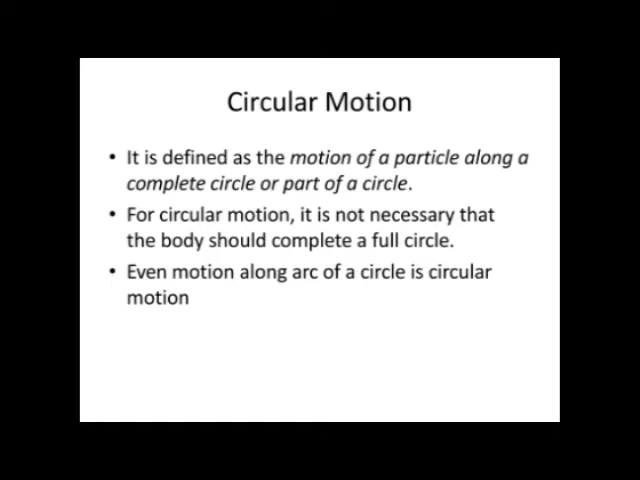 Circular Motion
• It is defined as the motion of a particle along a
complete circle or part of a circle.
• For circular motion, it is not necessary that
the body should complete a full circle.
• Even motion along arc of a circle is circular
motion